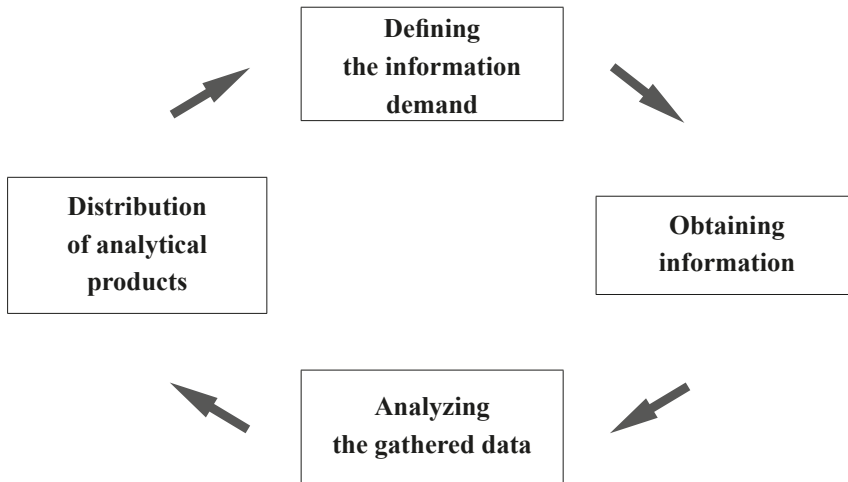 Defining
the information
demand
Distribution
of analytical
products
Obtaining
information
Analyzing
the gathered data